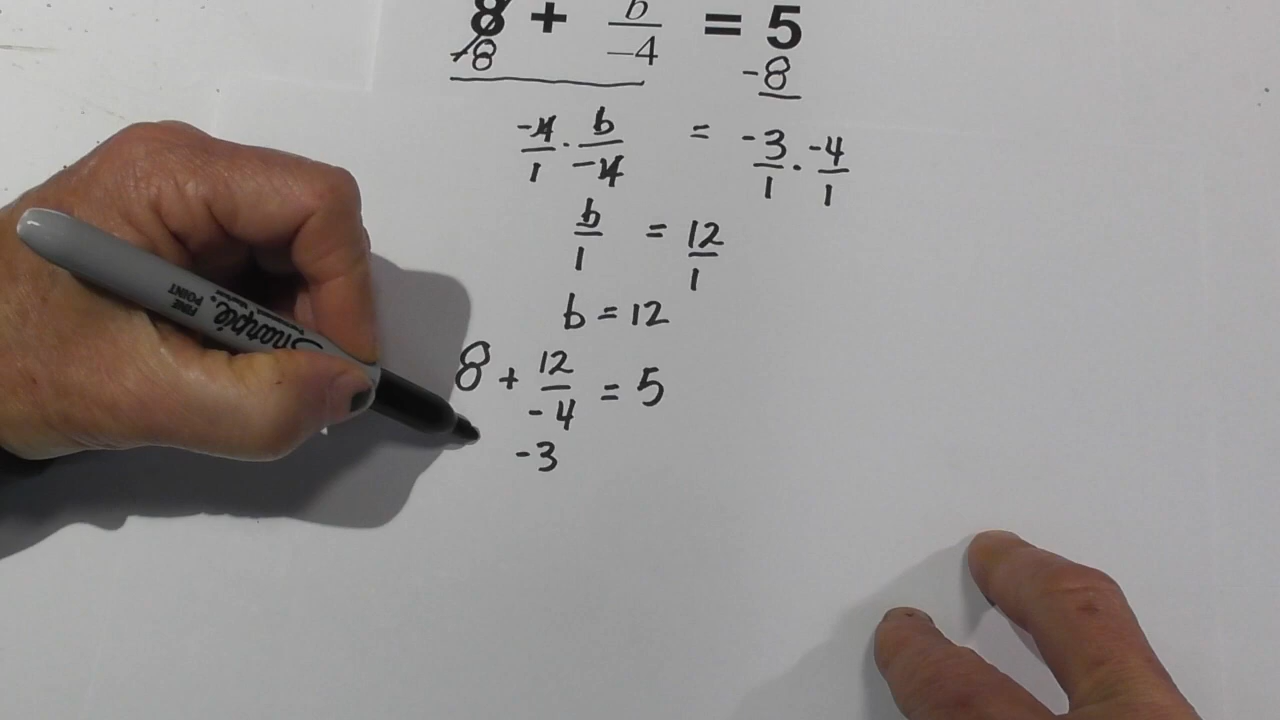 8 + b/-4 = 5
-8 -8
-4/1 · b/-4 = -3/1 · -4/1
b/1 = 12/1
b = 12
8 + 12/-4 = 5
-3
Sharpie
FINE POINT